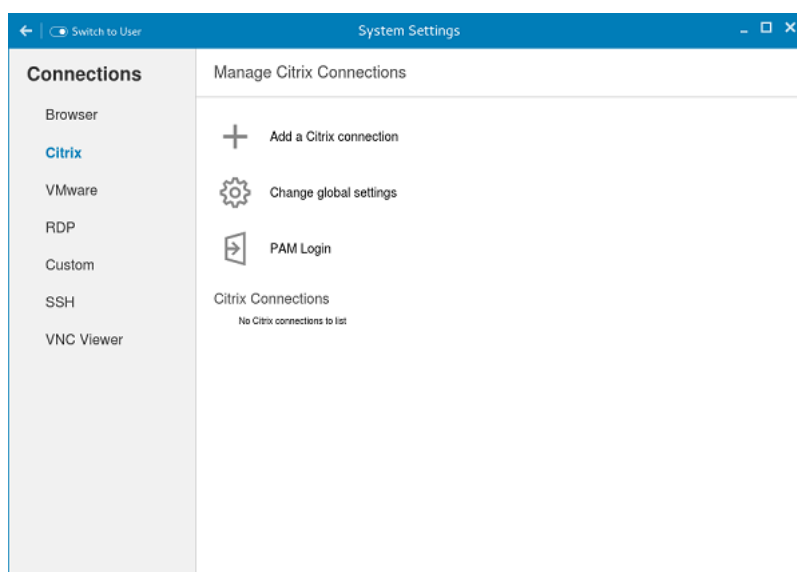 Switch to User
System Settings
Connections
Browser
Citrix
VMware
RDP
Custom
SSH
VNC Viewer
Manage Citrix Connections
Add a Citrix connection
Change global settings
PAM Login
Citrix Connections
No Citrix connections to list